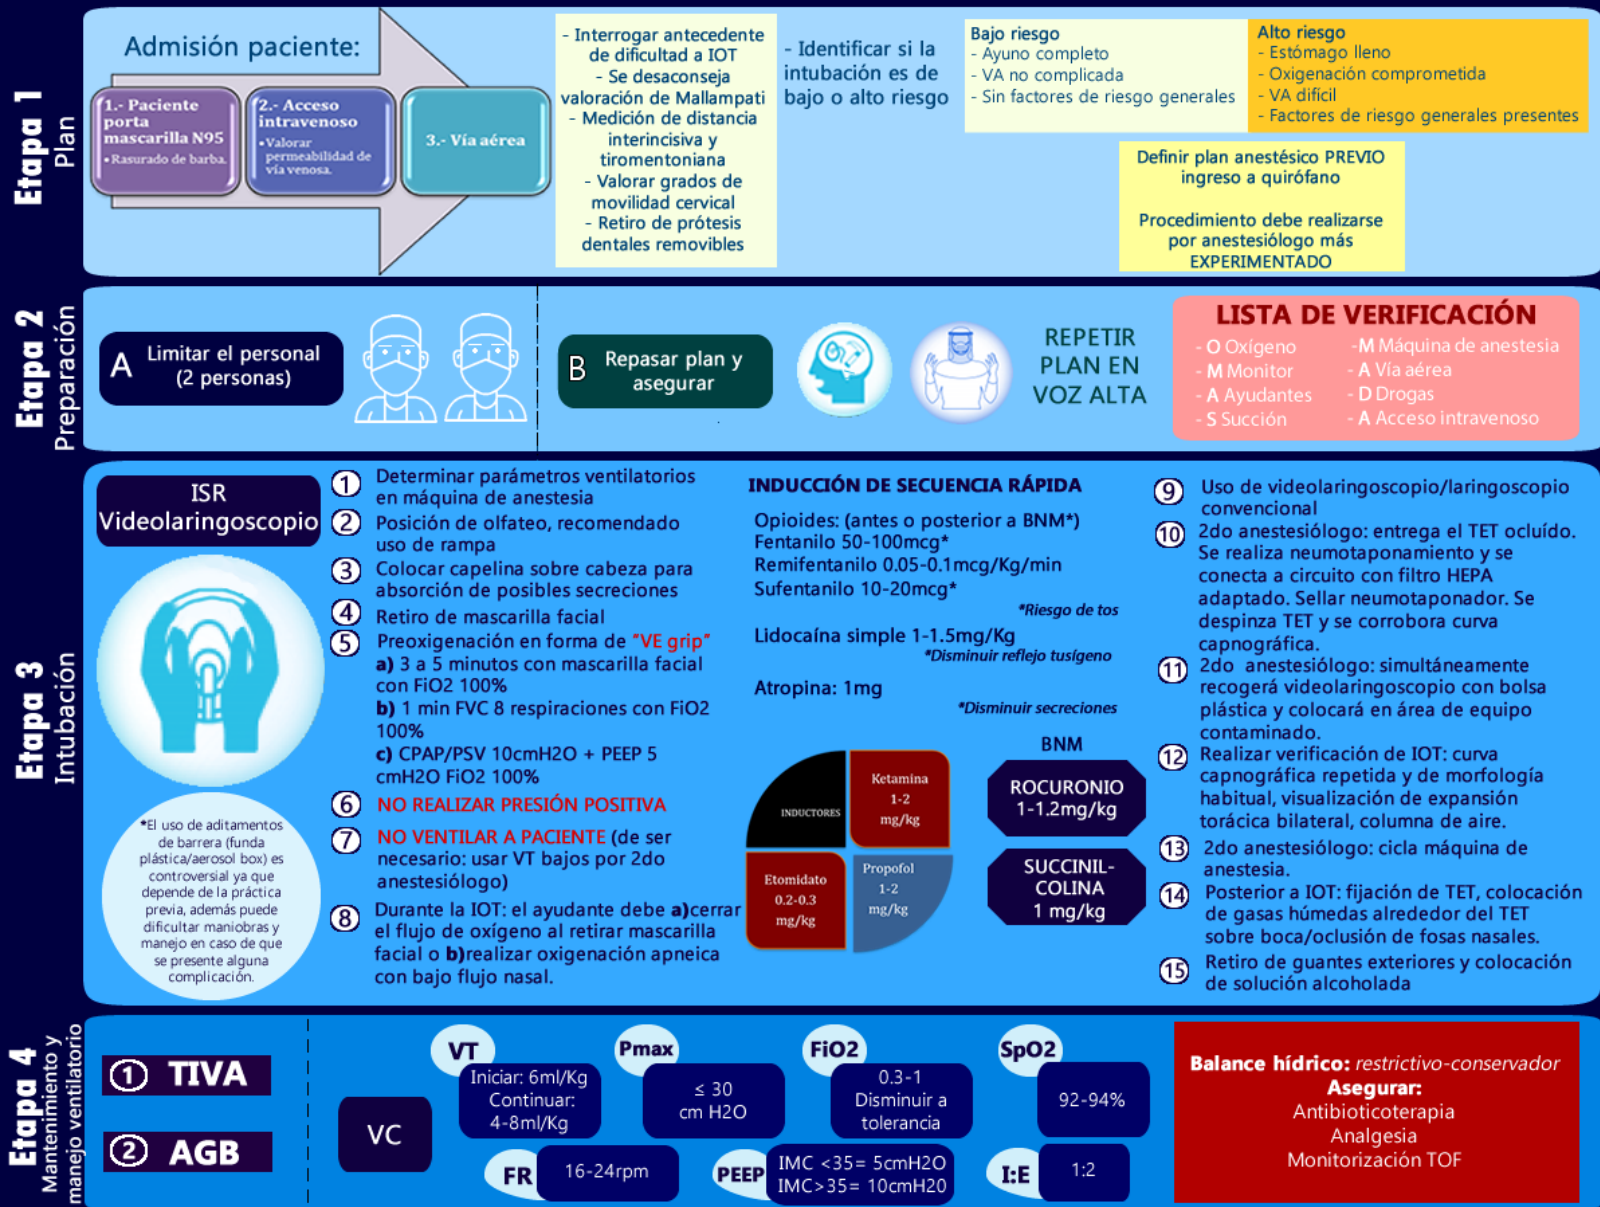 Etapa 1
Plan
Admisión paciente:
1.- Paciente
porta
mascarilla N95
•Rasurado de barba.
2.- Acceso
intravenoso
•Valorar
permeabilidad de
vía venosa.
3.- Vía aérea
- Interrogar antecedente
de dificultad a IOT
- Se desaconseja
valoración de Mallampati
- Medición de distancia
interincisiva y
tiromentoniana
- Valorar grados de
movilidad cervical
- Retiro de prótesis
dentales removibles
- Identificar si la
intubación es de
bajo o alto riesgo
Bajo riesgo
- Ayuno completo
- VA no complicada
- Sin factores de riesgo generales
Alto riesgo
- Estómago lleno
- Oxigenación comprometida
- VA difícil
- Factores de riesgo generales presentes
Definir plan anestésico PREVIO
ingreso a quirófano
Procedimiento debe realizarse
por anestesiólogo más
EXPERIMENTADO
Etapa 2
Preparación
A Limitar el personal
(2 personas)
B Repasar plan y
asegurar
REPETIR
PLAN EN
VOZ ALTA
LISTA DE VERIFICACIÓN
- O Oxígeno
- M Monitor
- A Ayudantes
- S Succión
-M Máquina de anestesia
- A Vía aérea
- D Drogas
- A Acceso intravenoso
Etapa 3
Intubación
ISR
Videolaringoscopio
*El uso de aditamentos
de barrera (funda
plástica/aerosol box) es
controversial ya que
depende de la práctica
previa, además puede
dificultar maniobras y
manejo en caso de que
se presente alguna
complicación.
1 Determinar parámetros ventilatorios
en máquina de anestesia
2 Posición de olfateo, recomendado
uso de rampa
3 Colocar capelina sobre cabeza para
absorción de posibles secreciones
4 Retiro de mascarilla facial
5 Preoxigenación en forma de "VE grip"
a) 3 a 5 minutos con mascarilla facial
con FiO2 100%
b) 1 min FVC 8 respiraciones con FiO2
100%
c) CPAP/PSV 10cmH2O + PEEP 5
cmH2O FiO2 100%
6 NO REALIZAR PRESIÓN POSITIVA
7 NO VENTILAR A PACIENTE (de ser
necesario: usar VT bajos por 2do
anestesiólogo)
8 Durante la IOT: el ayudante debe a)cerrar
el flujo de oxígeno al retirar mascarilla
facial o b)realizar oxigenación apneica
con bajo flujo nasal.
INDUCCIÓN DE SECUENCIA RÁPIDA
Opioides: (antes o posterior a BNM*)
Fentanilo 50-100mcg*
Remifentanilo 0.05-0.1mcg/Kg/min
Sufentanilo 10-20mcg*
*Riesgo de tos
Lidocaína simple 1-1.5mg/Kg
*Disminuir reflejo tusígeno
Atropina: 1mg
*Disminuir secreciones
INDUCTORES
Ketamina
1-2
mg/kg
Etomidato
0.2-0.3
mg/kg
Propofol
1-2
mg/kg
BNM
ROCURONIO
1-1.2mg/kg
SUCCINIL-
COLINA
1 mg/kg
9 Uso de videolaringoscopio/laringoscopio
convencional
10 2do anestesiólogo: entrega el TET ocluído.
Se realiza neumotaponamiento y se
conecta a circuito con filtro HEPA
adaptado. Sellar neumotaponador. Se
despinza TET y se corrobora curva
capnográfica.
11 2do anestesiólogo: simultáneamente
recogerá videolaringoscopio con bolsa
plástica y colocará en área de equipo
contaminado.
12 Realizar verificación de IOT: curva
capnográfica repetida y de morfología
habitual, visualización de expansión
torácica bilateral, columna de aire.
13 2do anestesiólogo: cicla máquina de
anestesia.
14 Posterior a IOT: fijación de TET, colocación
de gasas húmedas alrededor del TET
sobre boca/oclusión de fosas nasales.
15 Retiro de guantes exteriores y colocación
de solución alcoholada
Etapa 4
Mantenimiento y
manejo ventilatorio
1 TIVA
2 AGB
VC
VT
Iniciar: 6ml/Kg
Continuar:
4-8ml/Kg
Pmax
≤ 30
cm H2O
FiO2
0.3-1
Disminuir a
tolerancia
SpO2
92-94%
FR
16-24rpm
PEEP
IMC <35= 5cmH2O
IMC>35= 10cmH20
I:E
1:2
Balance hídrico: restrictivo-conservador
Asegurar:
Antibioticoterapia
Analgesia
Monitorización TOF